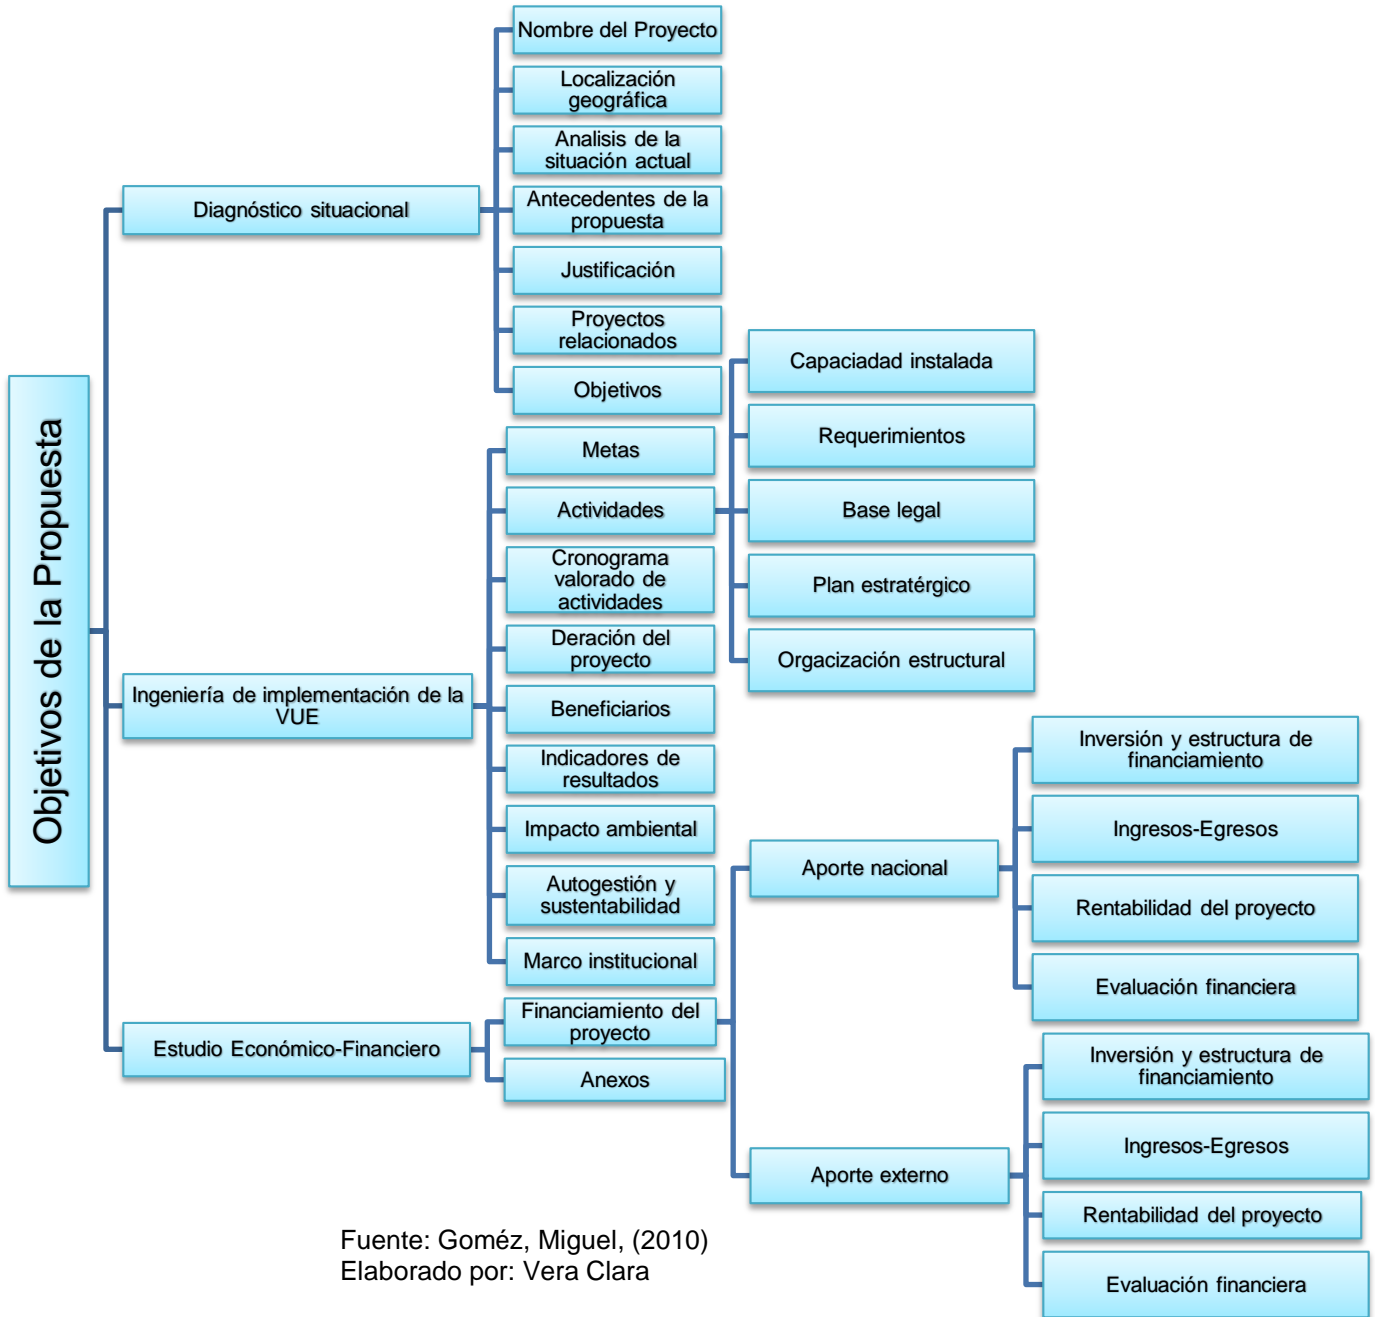 Objetivos de la Propuesta
Diagnóstico situacional
Nombre del Proyecto
Localización
geográfica
Analisis de la
situación actual
Antecedentes de la
propuesta
Justificación
Proyectos
relacionados
Objetivos
Ingeniería de implementación de la
VUE
Metas
Actividades
Capaciadad instalada
Requerimientos
Base legal
Plan estratérgico
Orgacización estructural
Cronograma
valorado de
actividades
Deración del
proyecto
Beneficiarios
Indicadores de
resultados
Impacto ambiental
Autogestión y
sustentabilidad
Marco institucional
Estudio Económico-Financiero
Financiamiento del
proyecto
Aporte nacional
Inversión y estructura de
financiamiento
Ingresos-Egresos
Rentabilidad del proyecto
Evaluación financiera
Aporte externo
Inversión y estructura de
financiamiento
Ingresos-Egresos
Rentabilidad del proyecto
Evaluación financiera
Anexos
Fuente: Goméz, Miguel, (2010)
Elaborado por: Vera Clara